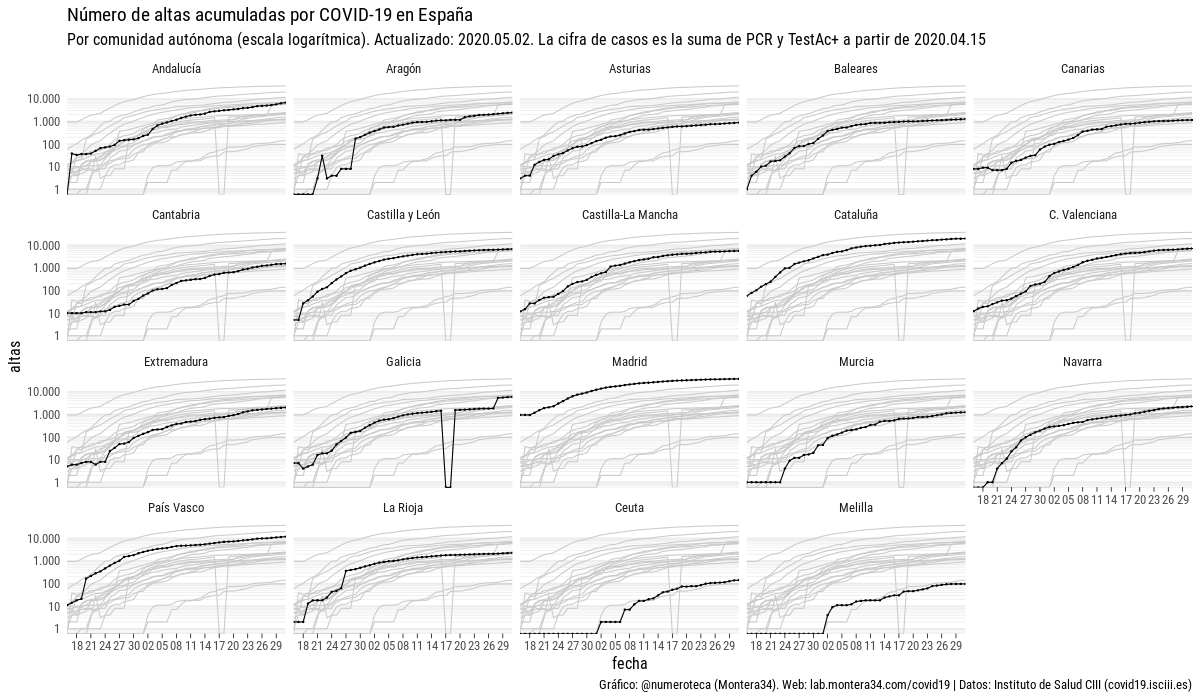 Número de altas acumuladas por COVID-19 en España
Por comunidad autónoma (escala logarítmica). Actualizado: 2020.05.02. La cifra de casos es la suma de PCR y TestAc+ a partir de 2020.04.15
Andalucía Aragón Asturias Baleares Canarias
10.000
1.000
100
10
1
Cantabria Castilla y León Castilla-La Mancha Cataluña C. Valenciana
10.000
1.000
100
10
1
altas
Extremadura Galicia Madrid Murcia Navarra
10.000
1.000
100
10
1
18 21 24 27 30 02 05 08 11 14 17 20 23 26 29
País Vasco La Rioja Ceuta Melilla
10.000
1.000
100
10
1
18 21 24 27 30 02 05 08 11 14 17 20 23 26 29 18 21 24 27 30 02 05 08 11 14 17 20 23 26 29 18 21 24 27 30 02 05 08 11 14 17 20 23 26 29 18 21 24 27 30 02 05 08 11 14 17 20 23 26 29
fecha
Gráfico: @numeroteca (Montera34). Web: lab.montera34.com/covid19 | Datos: Instituto de Salud CIII (covid19.isciii.es)